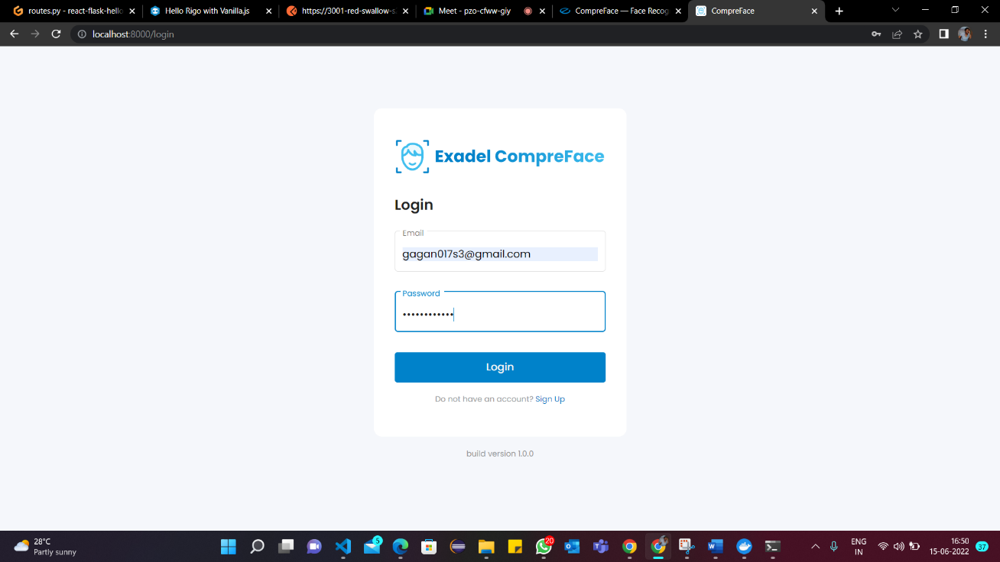 routes.py - react-flask-hello
Hello Rigo with Vanilla.js
https://3001-red-swallow-s
Meet - pzo-cfww-giy
CompreFace — Face Recog
CompreFace
localhost:8000/login
Exadel CompreFace
Login
Email
gagan017s3@gmail.com
Password
••••••••••••
Login
Do not have an account? Sign Up
build version 1.0.0
28°C
Partly sunny
5
20
ENG
IN
16:50
15-06-2022
37